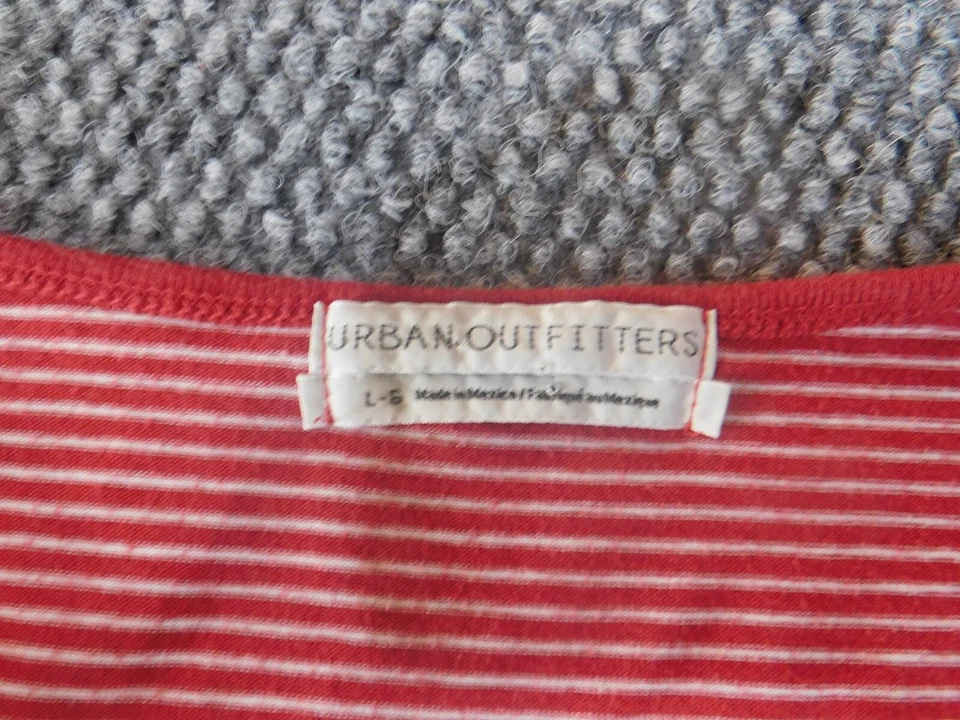 URBAN OUTFITTERS
L-G Made in Mexico / Fabriqué au Mexique